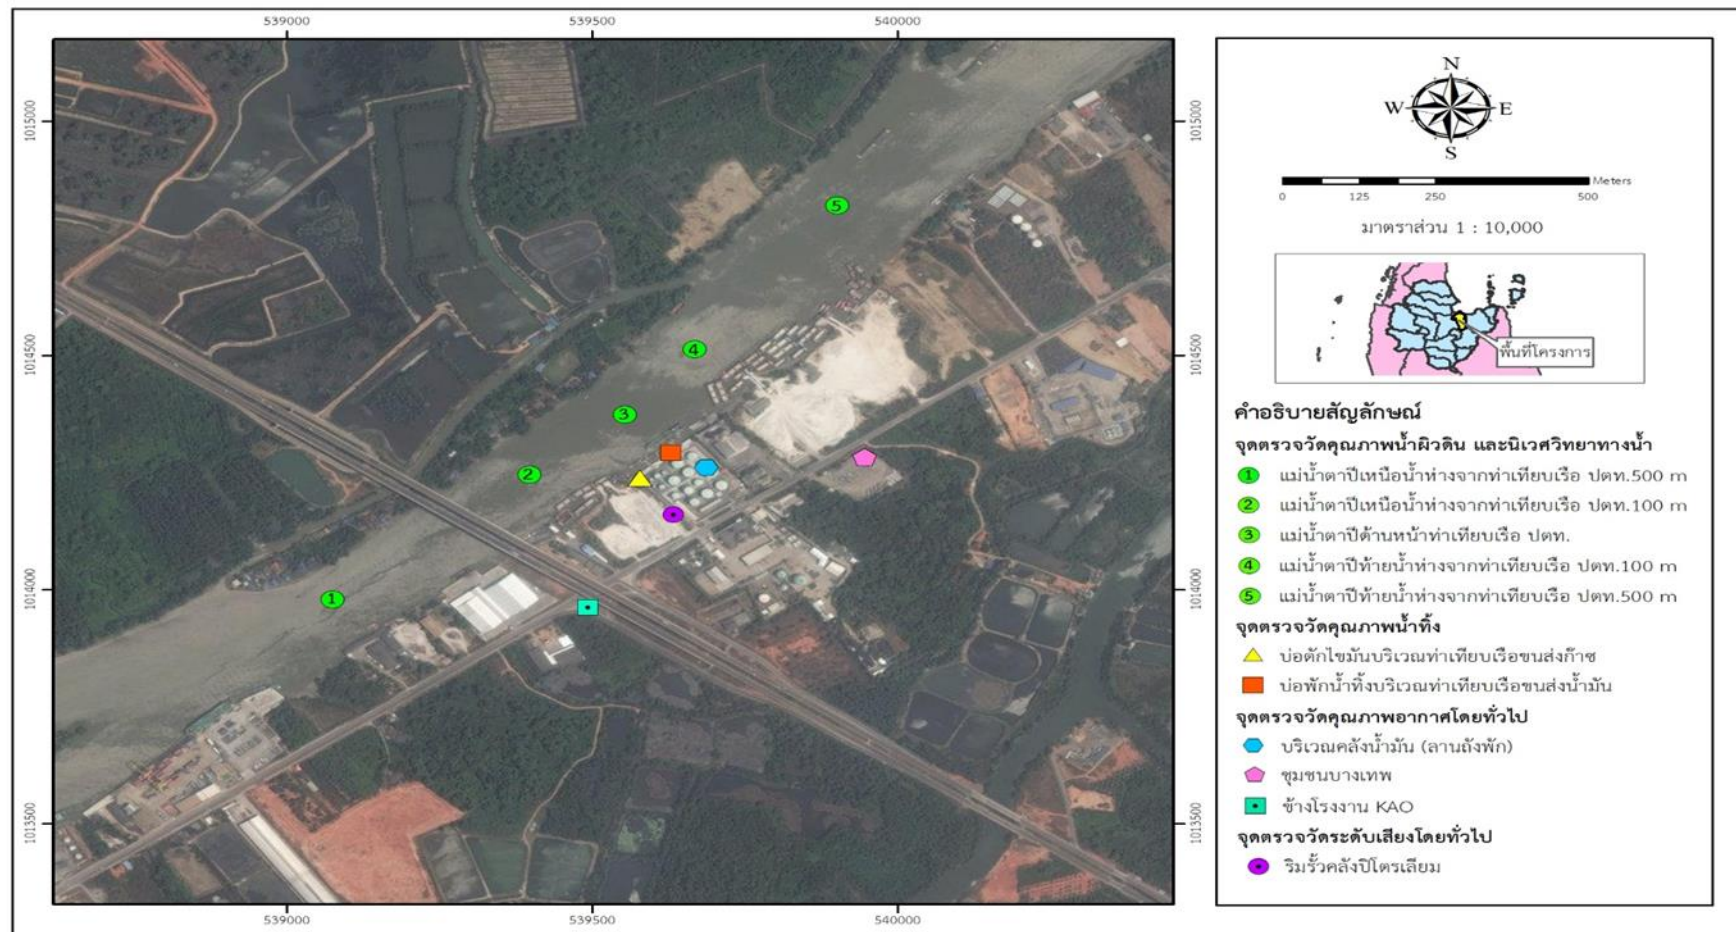 539000 539500 540000
1015000 1015000
1014500 1014500
1014000 1014000
1013500 1013500
5
4
3
2
1
539000 539500 540000
N
W E
S
Meters
0 125 250 500
มาตราส่วน 1 : 10,000
พื้นที่โครงการ
คำอธิบายสัญลักษณ์
จุดตรวจวัดคุณภาพน้ำผิวดิน และนิเวศวิทยาทางน้ำ
1 แม่น้ำตาปีเหนือน้ำห่างจากท่าเทียบเรือ ปตท.500 m
2 แม่น้ำตาปีเหนือน้ำห่างจากท่าเทียบเรือ ปตท.100 m
3 แม่น้ำตาปีด้านหน้าท่าเทียบเรือ ปตท.
4 แม่น้ำตาปีท้ายน้ำห่างจากท่าเทียบเรือ ปตท.100 m
5 แม่น้ำตาปีท้ายน้ำห่างจากท่าเทียบเรือ ปตท.500 m
จุดตรวจวัดคุณภาพน้ำทิ้ง
บ่อดักไขมันบริเวณท่าเทียบเรือขนส่งก๊าซ
บ่อพักน้ำทิ้งบริเวณท่าเทียบเรือขนส่งน้ำมัน
จุดตรวจวัดคุณภาพอากาศโดยทั่วไป
บริเวณคลังน้ำมัน (ลานถังพัก)
ชุมชนบางเทพ
ข้างโรงงาน KAO
จุดตรวจวัดระดับเสียงโดยทั่วไป
ริมรั้วคลังปิโตรเลียม